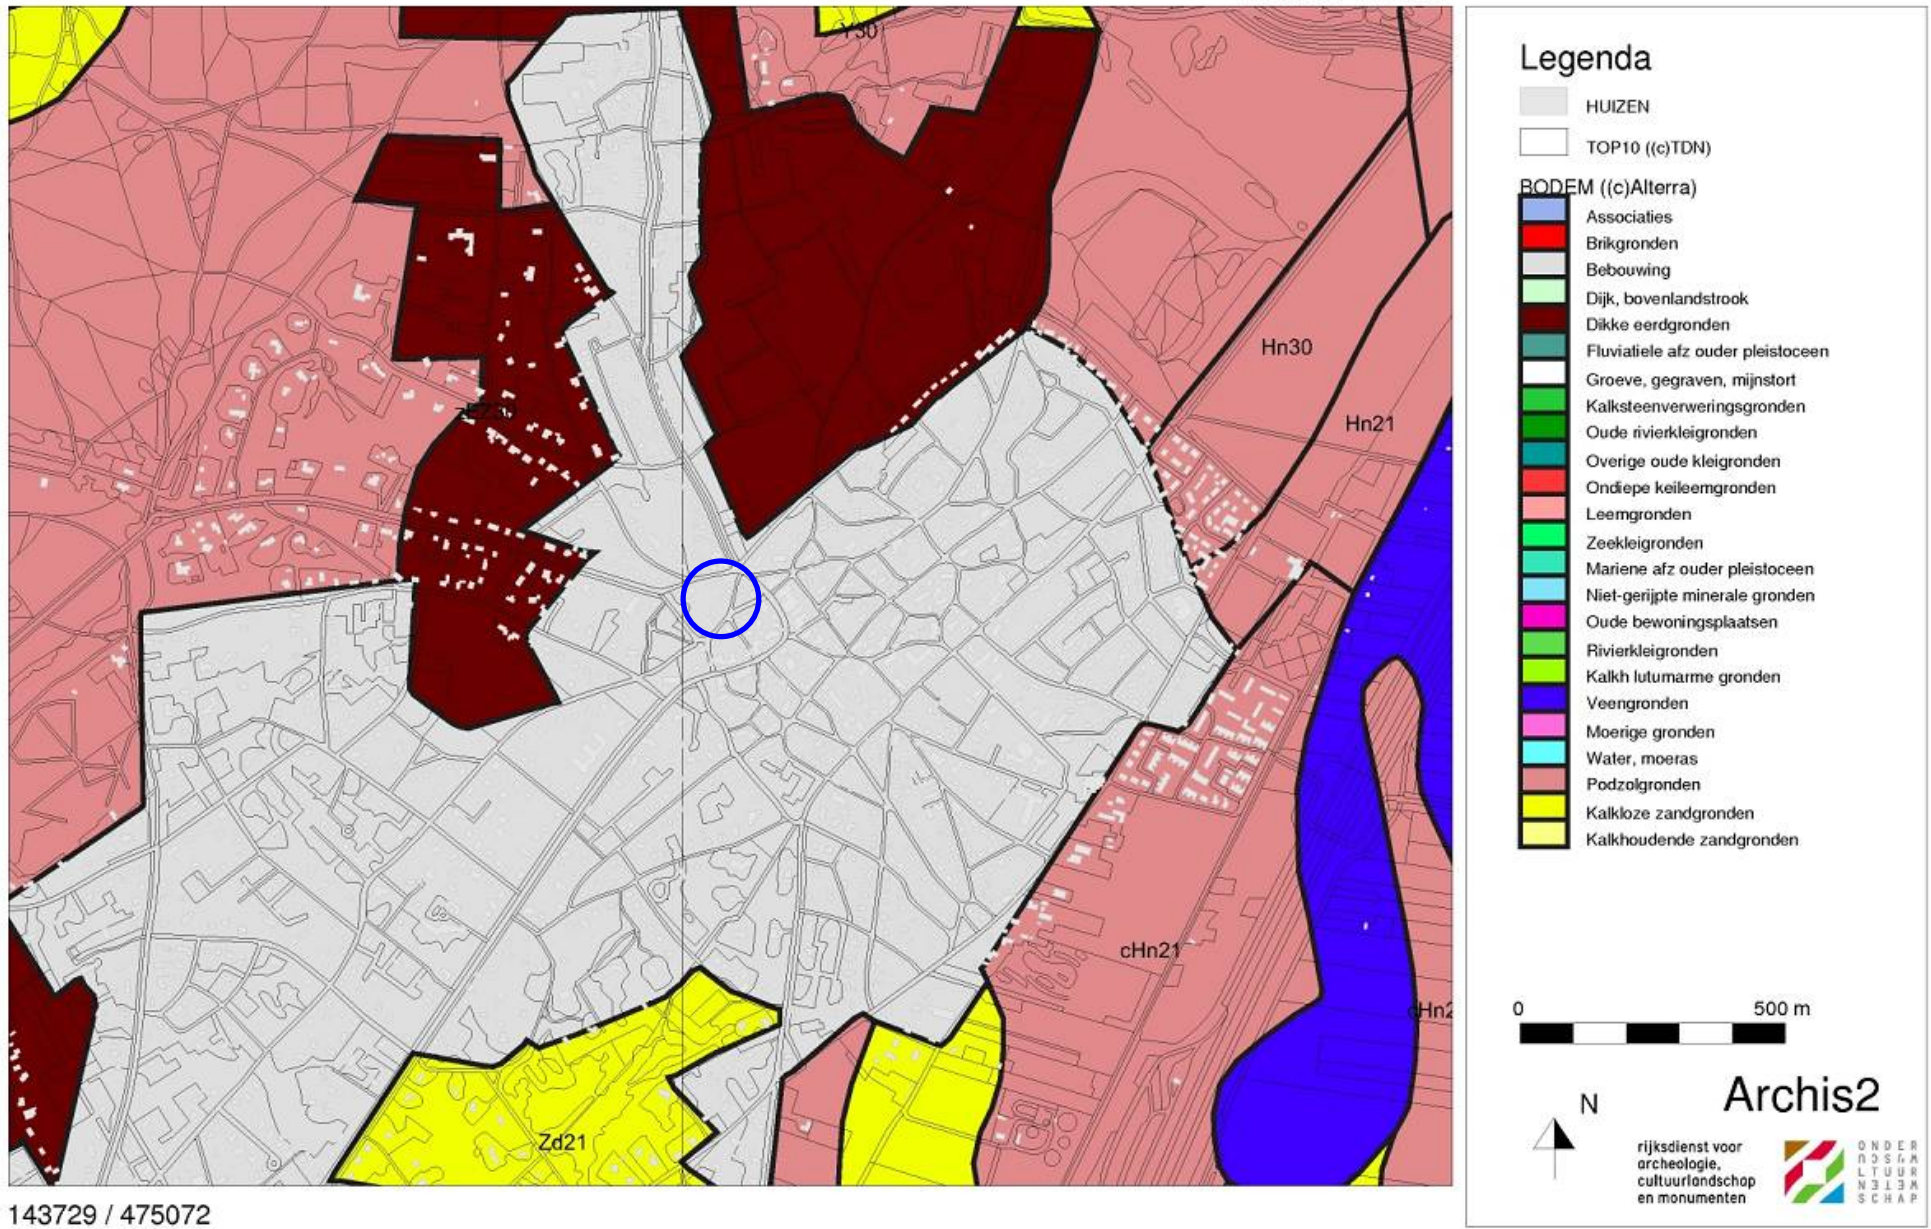 Y30
zEZ30
Hn30
Hn21
cHn21
Zd21
143729 / 475072
Legenda
HUIZEN
TOP10 ((c)TDN)
BODEM ((c)Alterra)
Associaties
Brikgronden
Bebouwing
Dijk, bovenlandstrook
Dikke eerdgronden
Fluviatiele afz ouder pleistoceen
Groeve, gegraven, mijnstort
Kalksteenverweringsgronden
Oude rivierkleigronden
Overige oude kleigronden
Ondiepe keileemgronden
Leemgronden
Zeekleigronden
Mariene afz ouder pleistoceen
Niet-gerijpte minerale gronden
Oude bewoningsplaatsen
Rivierkleigronden
Kalkh lutumarme gronden
Veengronden
Moerige gronden
Water, moeras
Podzolgronden
Kalkloze zandgronden
Kalkhoudende zandgronden
0 500 m
N
Archis2
rijksdienst voor
archeologie,
cultuurlandschap
en monumenten